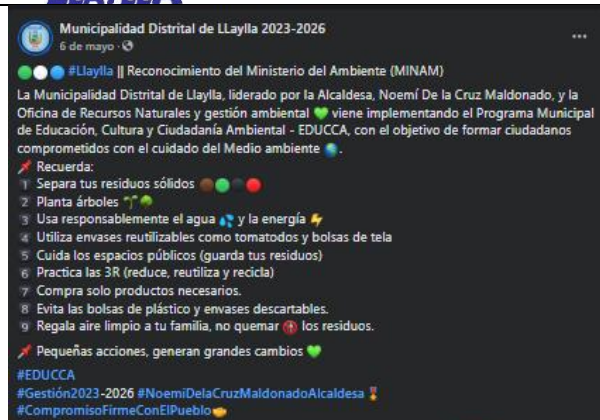 Municipalidad Distrital de LLaylla 2023-2026
6 de mayo ·
#Llaylla || Reconocimiento del Ministerio del Ambiente (MINAM)
La Municipalidad Distrital de Llaylla, liderado por la Alcaldesa, Noemí De la Cruz Maldonado, y la
Oficina de Recursos Naturales y gestión ambiental 💚 viene implementando el Programa Municipal
de Educación, Cultura y Ciudadanía Ambiental - EDUCCA, con el objetivo de formar ciudadanos
comprometidos con el cuidado del Medio ambiente 🌎.
📌 Recuerda:
1 Separa tus residuos sólidos 🟤🟢⚫🔴
2 Planta árboles 🌱🌳
3 Usa responsablemente el agua 💦 y la energía ⚡
4 Utiliza envases reutilizables como tomatodos y bolsas de tela
5 Cuida los espacios públicos (guarda tus residuos)
6 Practica las 3R (reduce, reutiliza y recicla)
7 Compra solo productos necesarios.
8 Evita las bolsas de plástico y envases descartables.
9 Regala aire limpio a tu familia, no quemar los residuos.
📌 Pequeñas acciones, generan grandes cambios 💚
#EDUCCA
#Gestión2023-2026 #NoemiDelaCruzMaldonadoAlcaldesa 🎖
#CompromisoFirmeConElPueblo🤝